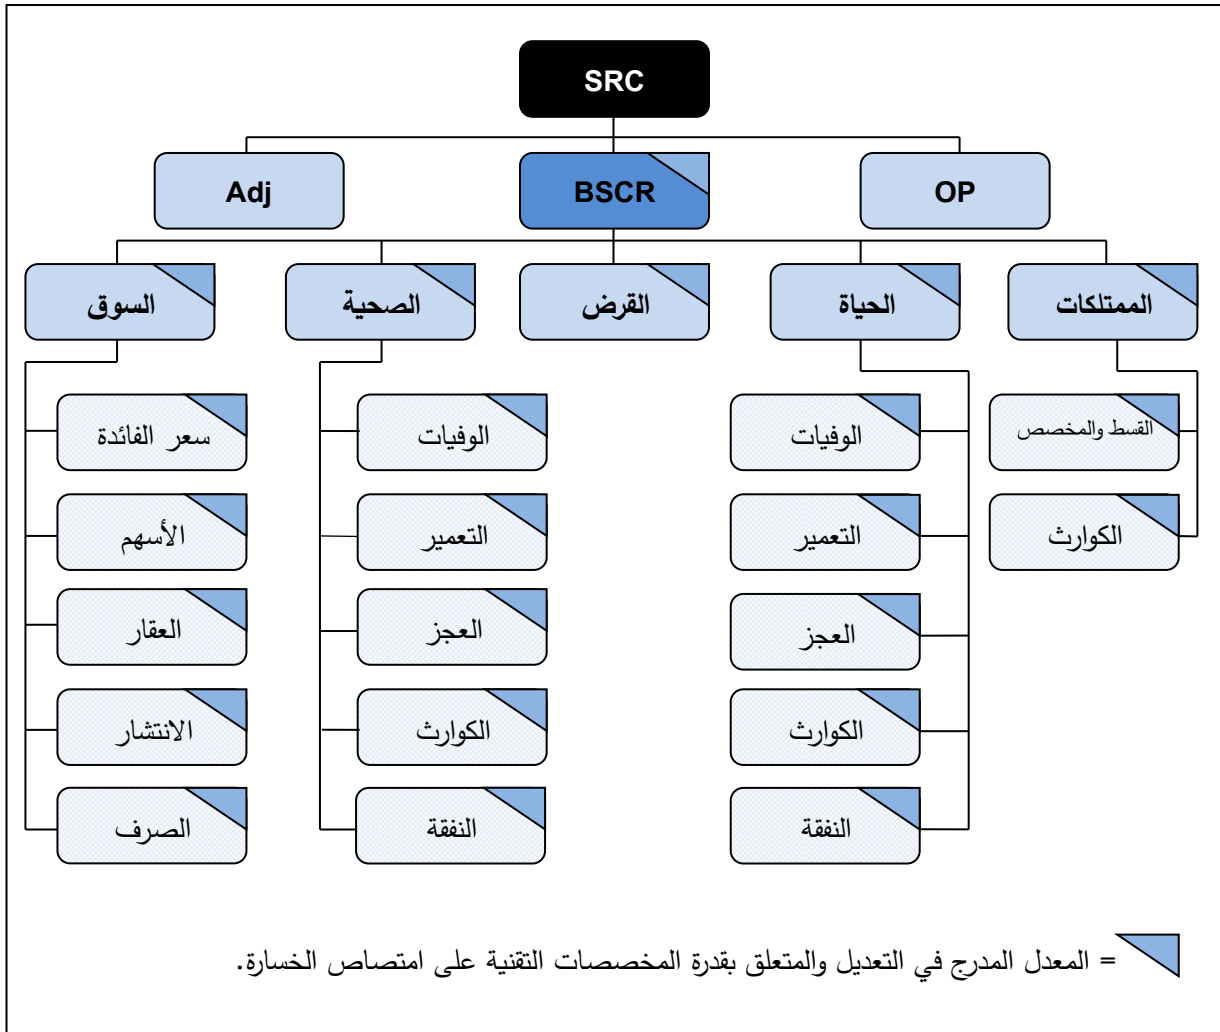 SRC
Adj
BSCR
OP
السوق
الصحية
القرض
الحياة
الممتلكات
سعر الفائدة
الوفيات
الوفيات
القسط والمخصص
الأسهم
التعمير
التعمير
الكوارث
العقار
العجز
العجز
الانتشار
الكوارث
الكوارث
الصرف
النفقة
النفقة
= المعدل المدرج في التعديل والمتعلق بقدرة المخصصات التقنية على امتصاص الخسارة.